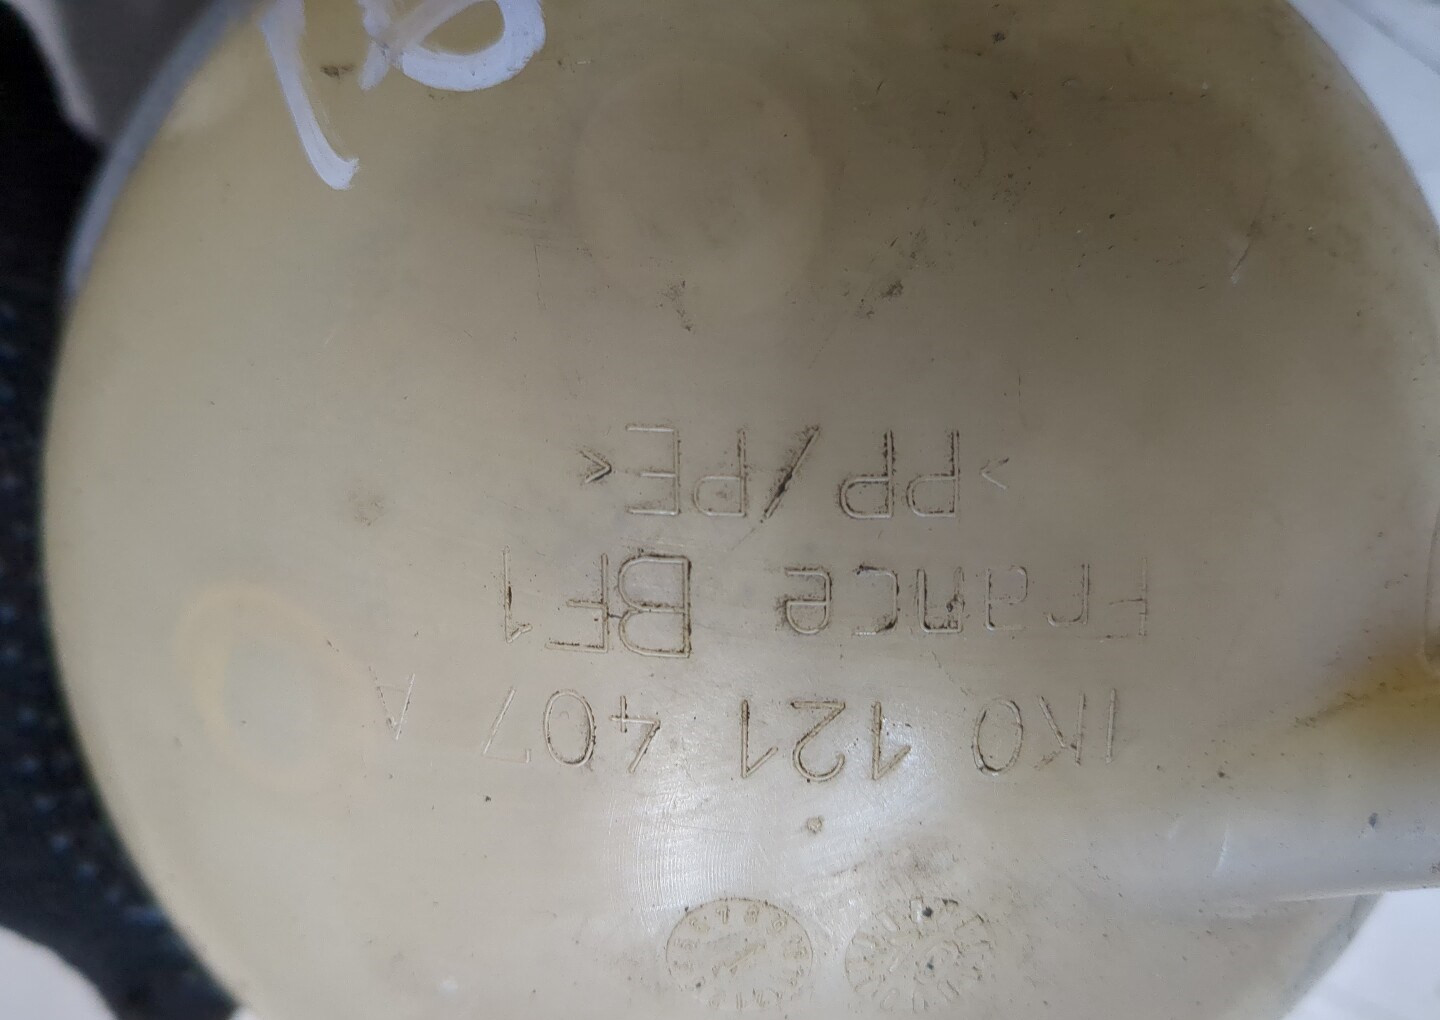 1K0 121 407 A
France BF1
>PP/PE<